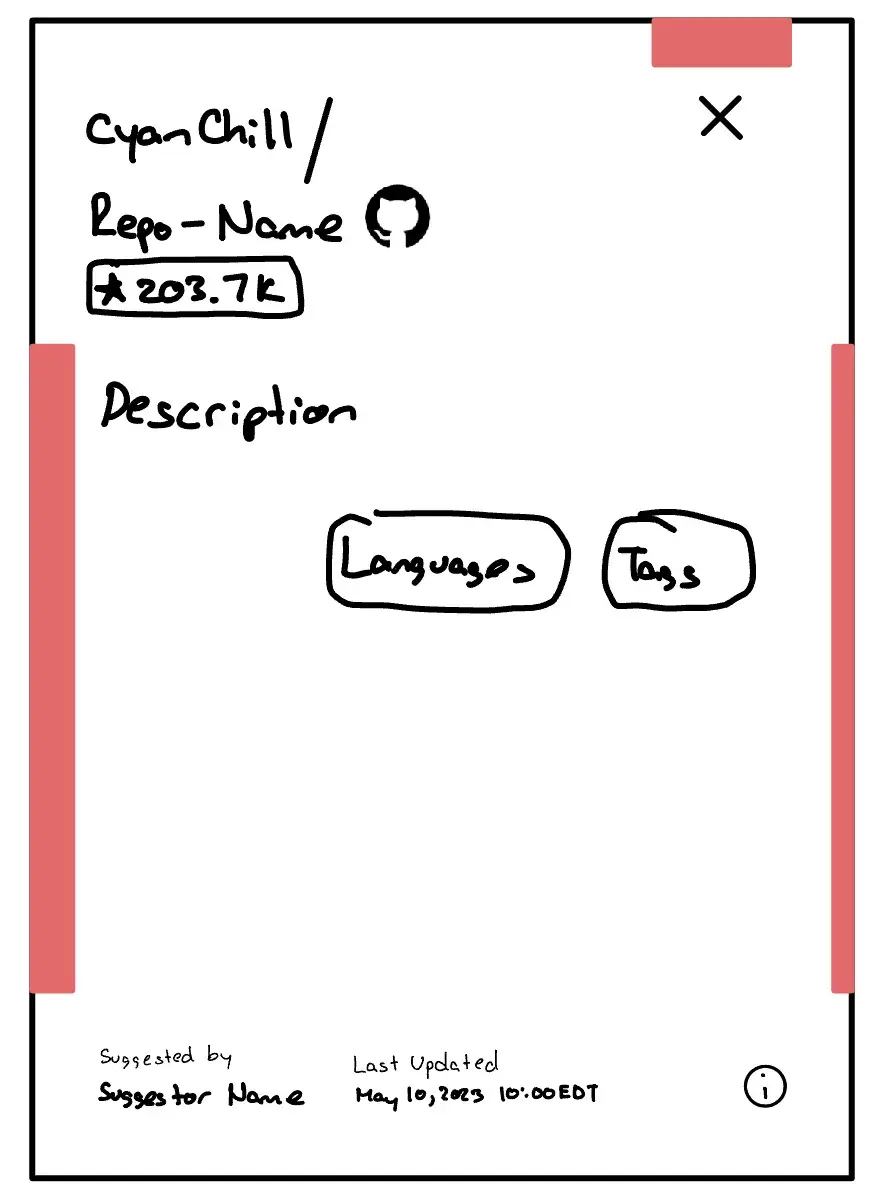 CyanChill/
Repo-Name
★203.7K
Description
Languages
Tags
Suggested by
Suggestor Name
Last Updated
May 10, 2023 10:00 EDT
i